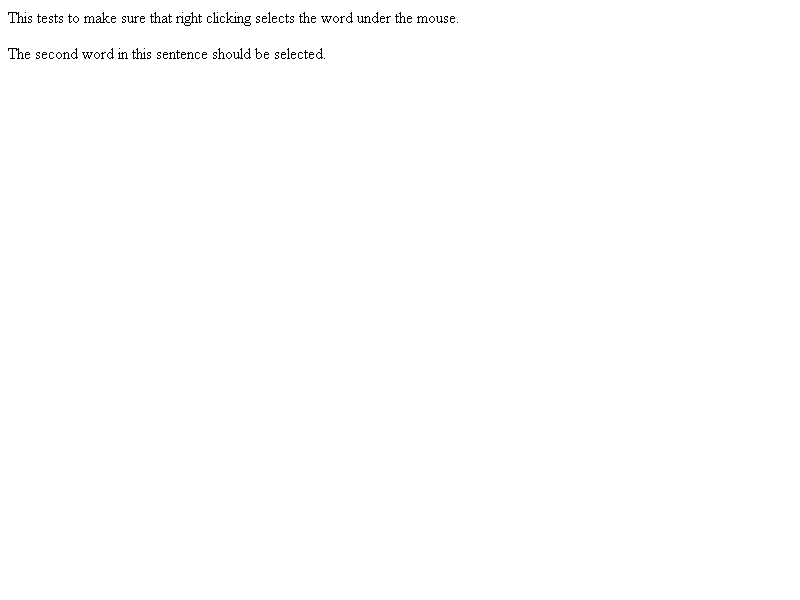 This tests to make sure that right clicking selects the word under the mouse.
The second word in this sentence should be selected.